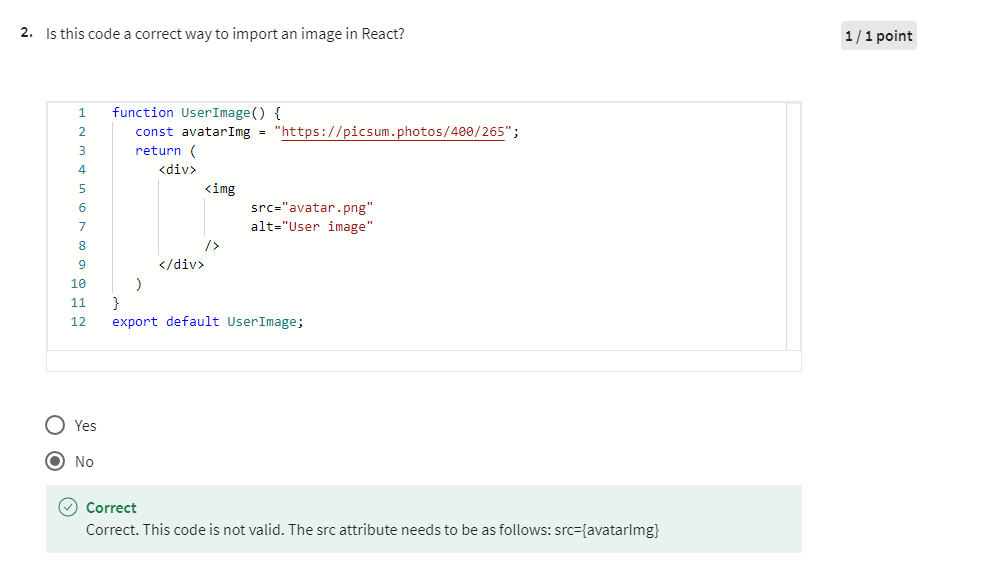 2. Is this code a correct way to import an image in React?
1 / 1 point
1 function UserImage() {
2 const avatarImg = "https://picsum.photos/400/265";
3 return (
4 <div>
5 <img
6 src="avatar.png"
7 alt="User image"
8 />
9 </div>
10 )
11 }
12 export default UserImage;
Yes
No
Correct
Correct. This code is not valid. The src attribute needs to be as follows: src={avatarImg}